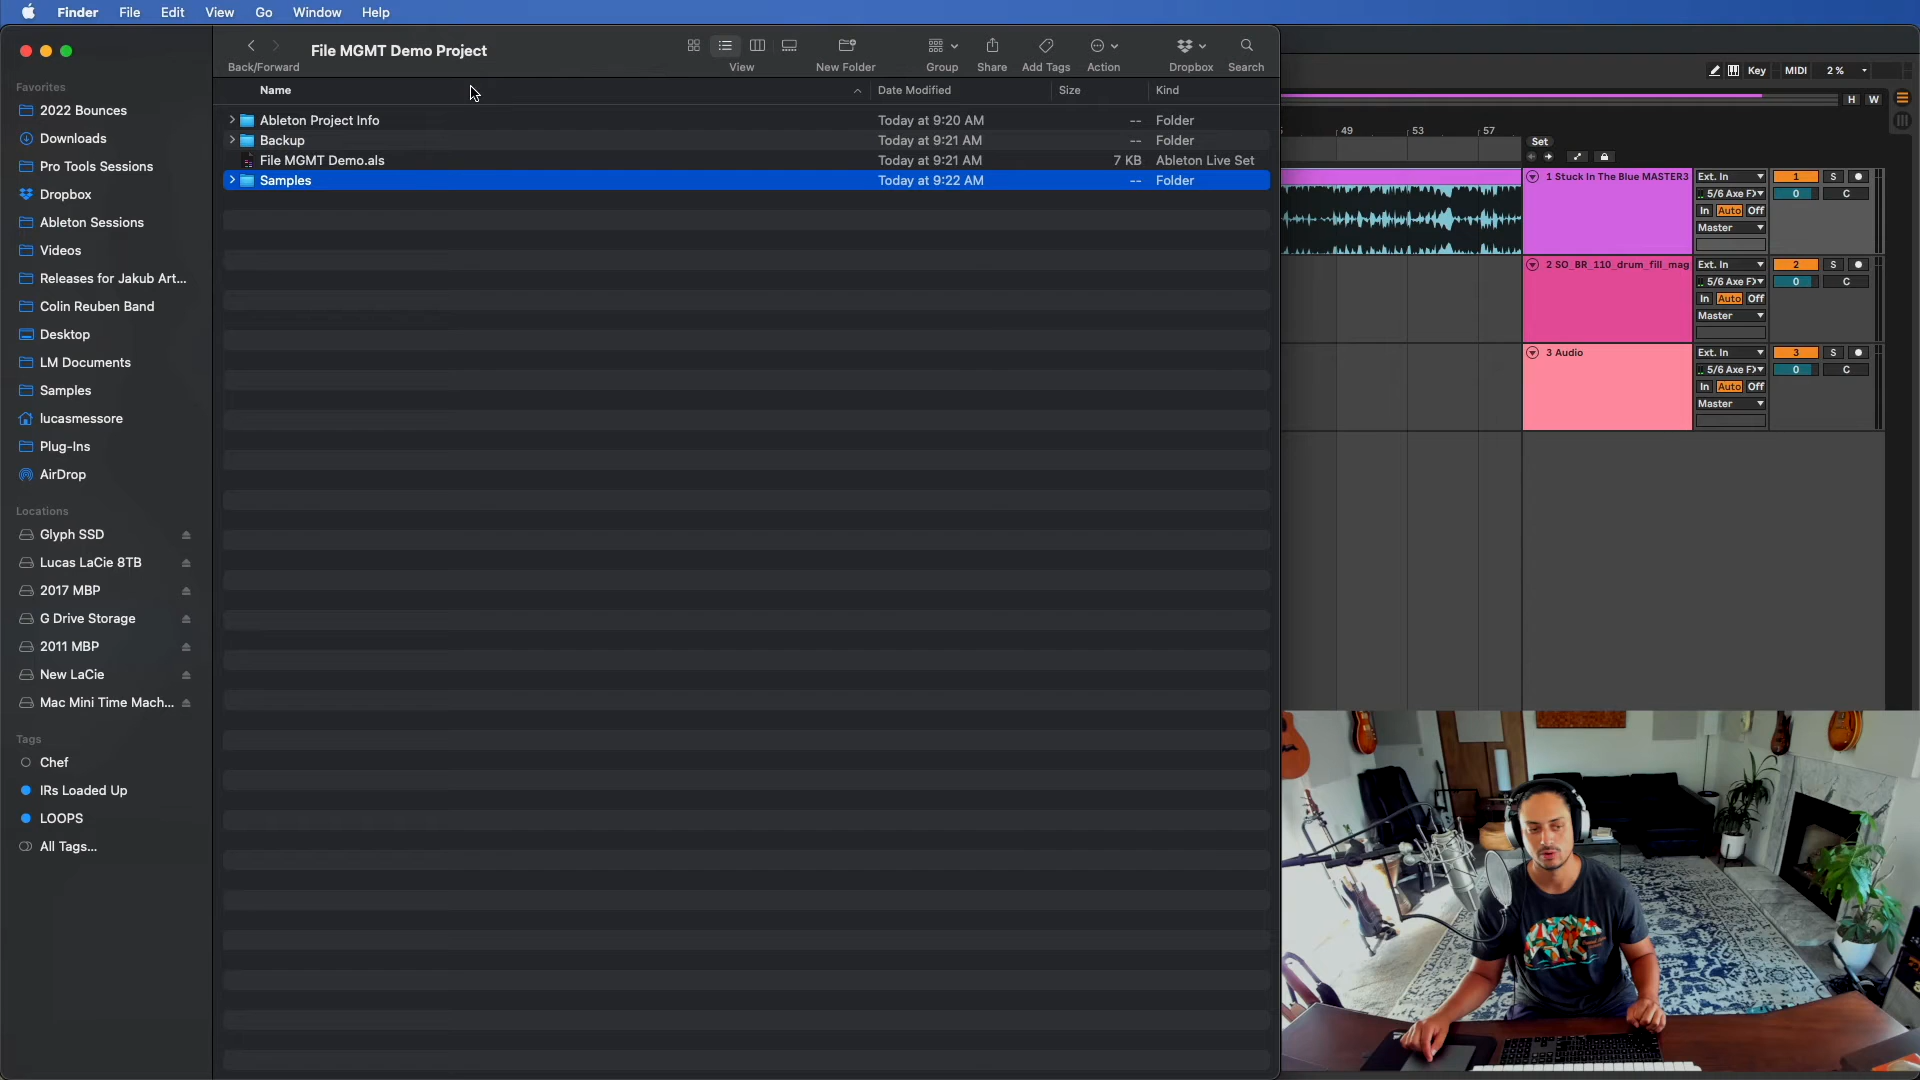 Finder File Edit View Go Window Help
File MGMT Demo Project
Back/Forward View New Folder Group Share Add Tags Action Dropbox Search
Name Date Modified Size Kind
Ableton Project Info Today at 9:20 AM -- Folder
Backup Today at 9:21 AM -- Folder
File MGMT Demo.als Today at 9:21 AM 7 KB Ableton Live Set
Samples Today at 9:22 AM -- Folder
Favorites
2022 Bounces
Downloads
Pro Tools Sessions
Dropbox
Ableton Sessions
Videos
Releases for Jakub Art...
Colin Reuben Band
Desktop
LM Documents
Samples
lucasmessore
Plug-Ins
AirDrop
Locations
Glyph SSD
Lucas LaCie 8TB
2017 MBP
G Drive Storage
2011 MBP
New LaCie
Mac Mini Time Mach...
Tags
Chef
IRs Loaded Up
LOOPS
All Tags...
Key MIDI 2 %
H W
49 53 57
Set
1 Stuck In The Blue MASTER3 Ext. In 1 S
5/6 Axe F 0 C
In Auto Off
Master
2 SO_BR_110_drum_fill_mag Ext. In 2 S
5/6 Axe F 0 C
In Auto Off
Master
3 Audio Ext. In 3 S
5/6 Axe F 0 C
In Auto Off
Master